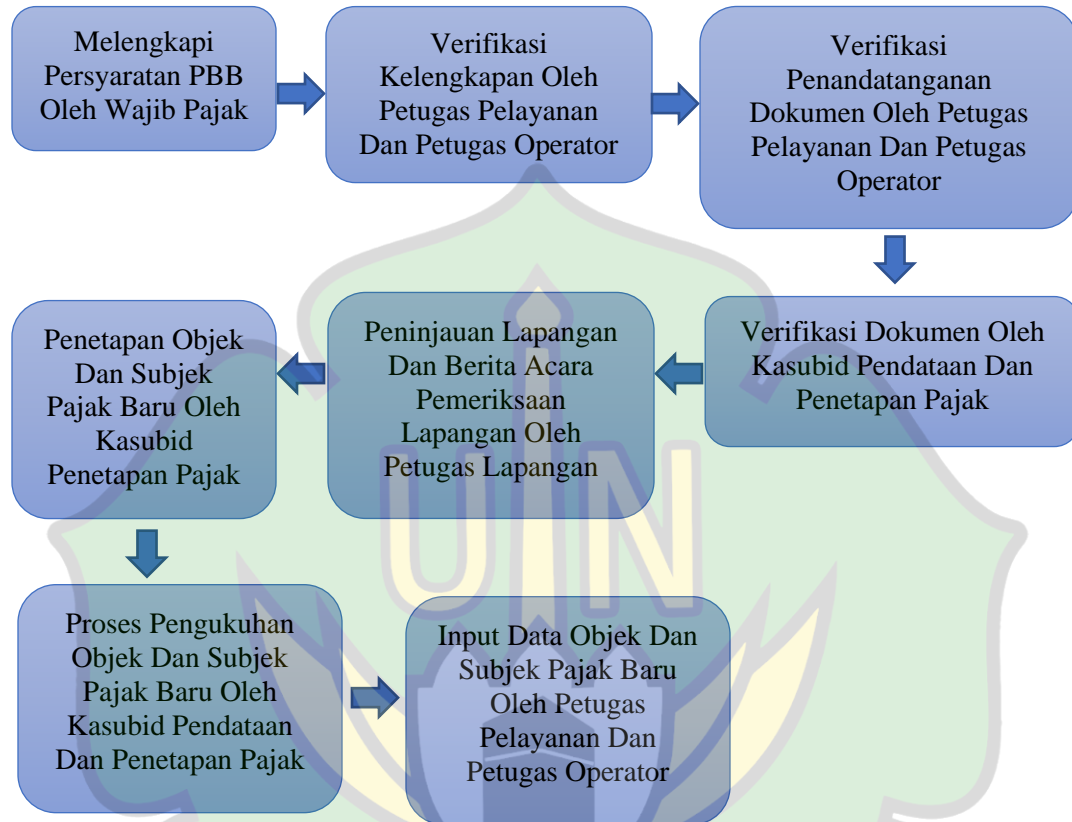 Melengkapi
Persyaratan PBB
Oleh Wajib Pajak
Verifikasi
Kelengkapan Oleh
Petugas Pelayanan
Dan Petugas Operator
Verifikasi
Penandatanganan
Dokumen Oleh Petugas
Pelayanan Dan Petugas
Operator
Verifikasi Dokumen Oleh
Kasubid Pendataan Dan
Penetapan Pajak
Peninjauan Lapangan
Dan Berita Acara
Pemeriksaan
Lapangan Oleh
Petugas Lapangan
Penetapan Objek
Dan Subjek
Pajak Baru Oleh
Kasubid
Penetapan Pajak
Proses Pengukuhan
Objek Dan Subjek
Pajak Baru Oleh
Kasubid Pendataan
Dan Penetapan Pajak
Input Data Objek Dan
Subjek Pajak Baru
Oleh Petugas
Pelayanan Dan
Petugas Operator
UIN